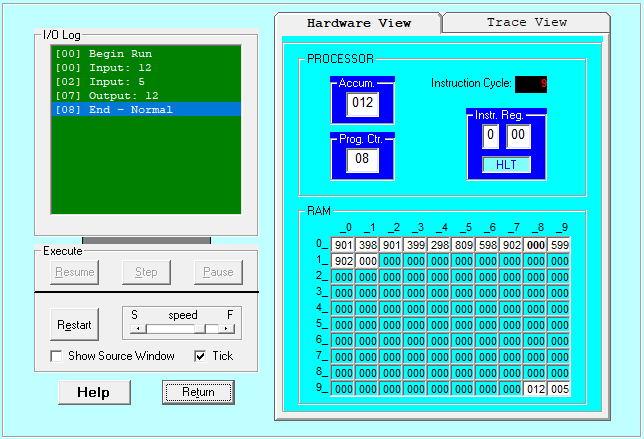 I/O Log
[00] Begin Run
[00] Input: 12
[02] Input: 5
[07] Output: 12
[08] End - Normal
Execute
Resume Step Pause
Restart
S speed F
Show Source Window Tick
Help Return
Hardware View Trace View
PROCESSOR
Accum.
012
Instruction Cycle: 9
Prog. Ctr.
08
Instr. Reg.
0 00
HLT
RAM
_0 _1 _2 _3 _4 _5 _6 _7 _8 _9
0_ 901 398 901 399 298 809 598 902 000 599
1_ 902 000 000 000 000 000 000 000 000 000
2_ 000 000 000 000 000 000 000 000 000 000
3_ 000 000 000 000 000 000 000 000 000 000
4_ 000 000 000 000 000 000 000 000 000 000
5_ 000 000 000 000 000 000 000 000 000 000
6_ 000 000 000 000 000 000 000 000 000 000
7_ 000 000 000 000 000 000 000 000 000 000
8_ 000 000 000 000 000 000 000 000 000 000
9_ 000 000 000 000 000 000 000 000 012 005